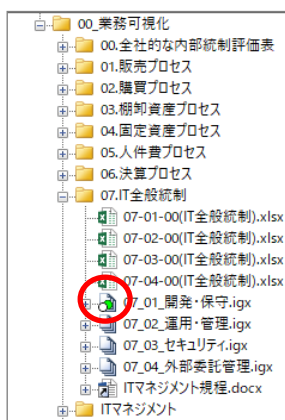 00_業務可視化
00.全社的な内部統制評価表
01.販売プロセス
02.購買プロセス
03.棚卸資産プロセス
04.固定資産プロセス
05.人件費プロセス
06.決算プロセス
07.IT全般統制
07-01-00(IT全般統制).xlsx
07-02-00(IT全般統制).xlsx
07-03-00(IT全般統制).xlsx
07-04-00(IT全般統制).xlsx
07_01_開発・保守.igx
07_02_運用・管理.igx
07_03_セキュリティ.igx
07_04_外部委託管理.igx
ITマネジメント規程.docx
ITマネジメント